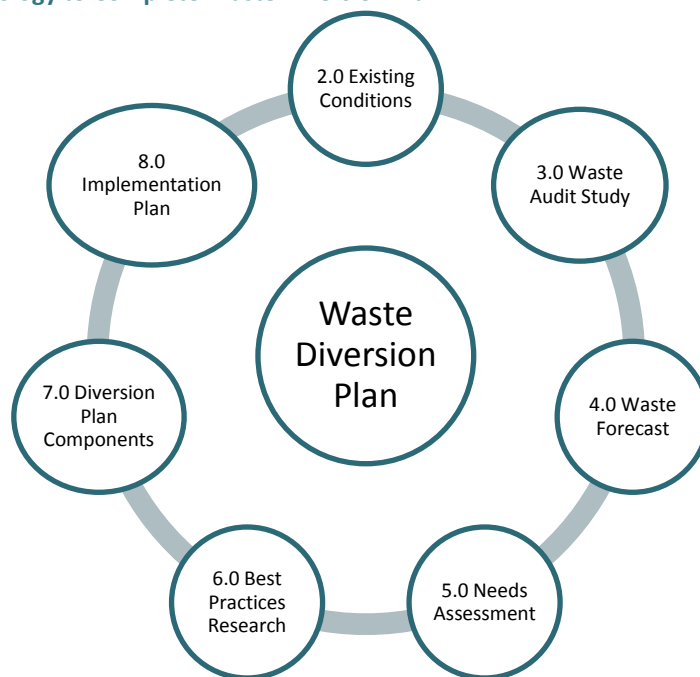 2.0 Existing
Conditions
3.0 Waste
Audit Study
4.0 Waste
Forecast
5.0 Needs
Assessment
6.0 Best
Practices
Research
7.0 Diversion
Plan
Components
8.0
Implementation
Plan
Waste
Diversion
Plan